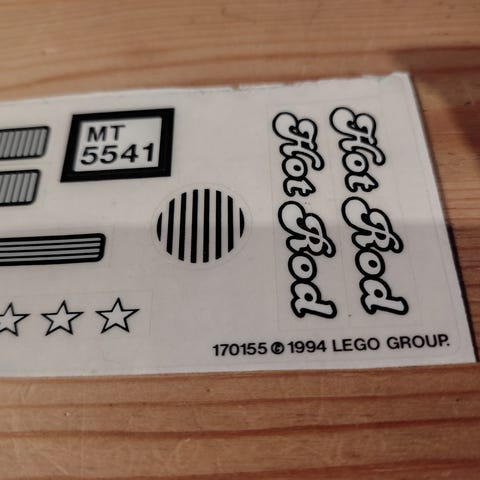 MT
5541
Hot Rod
Hot Rod
170155 © 1994 LEGO GROUP.